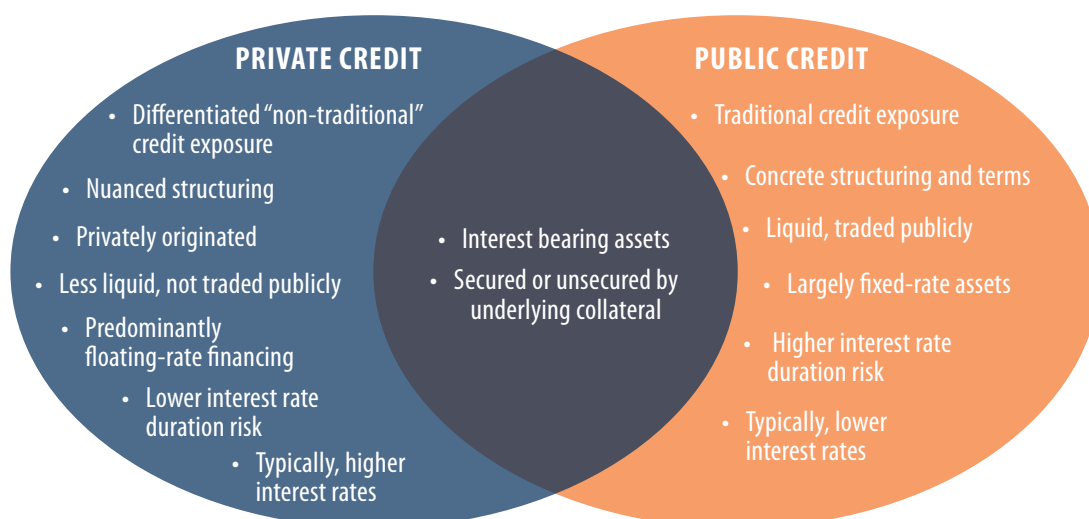 PRIVATE CREDIT
• Differentiated “non-traditional”
credit exposure
• Nuanced structuring
• Privately originated
• Less liquid, not traded publicly
• Predominantly
floating-rate financing
• Lower interest rate
duration risk
• Typically, higher
interest rates
• Interest bearing assets
• Secured or unsecured by
underlying collateral
PUBLIC CREDIT
• Traditional credit exposure
• Concrete structuring and terms
• Liquid, traded publicly
• Largely fixed-rate assets
• Higher interest rate
duration risk
• Typically, lower
interest rates